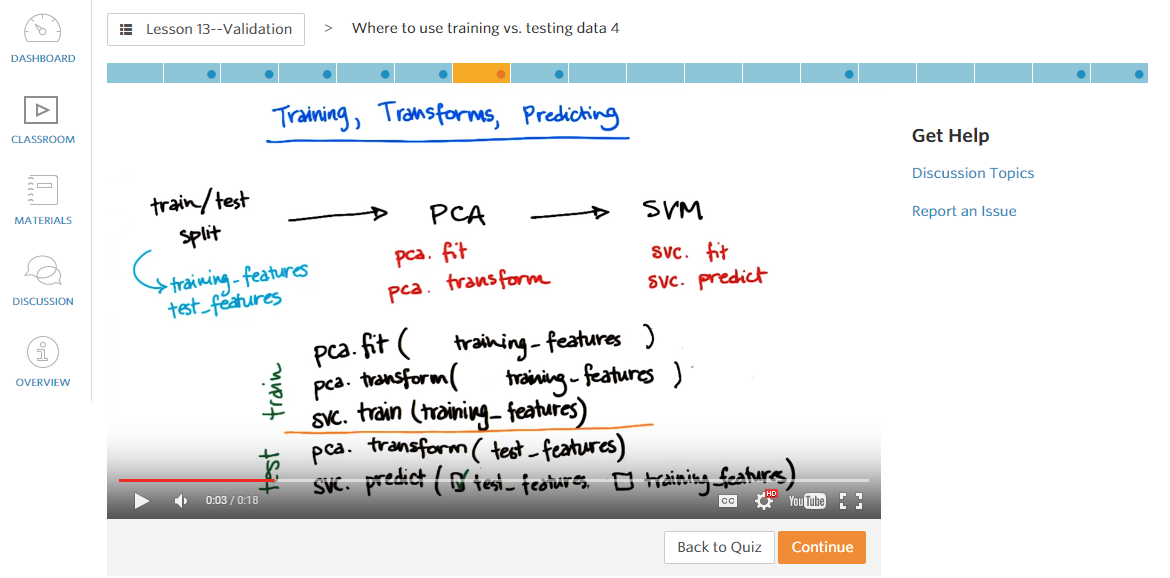 Lesson 13--Validation > Where to use training vs. testing data 4
DASHBOARD
CLASSROOM
MATERIALS
DISCUSSION
OVERVIEW
Training, Transforms, Predicting
train/test split
PCA
SVM
training_features
test_features
pca. fit
pca. transform
svc. fit
svc. predict
train
pca. fit ( training_features )
pca. transform( training_features )
svc. train (training_features)
test
pca. transform( test_features)
svc. predict ( test_features. training_features)
0:03 / 0:18
CC
HD
YouTube
Back to Quiz
Continue
Get Help
Discussion Topics
Report an Issue